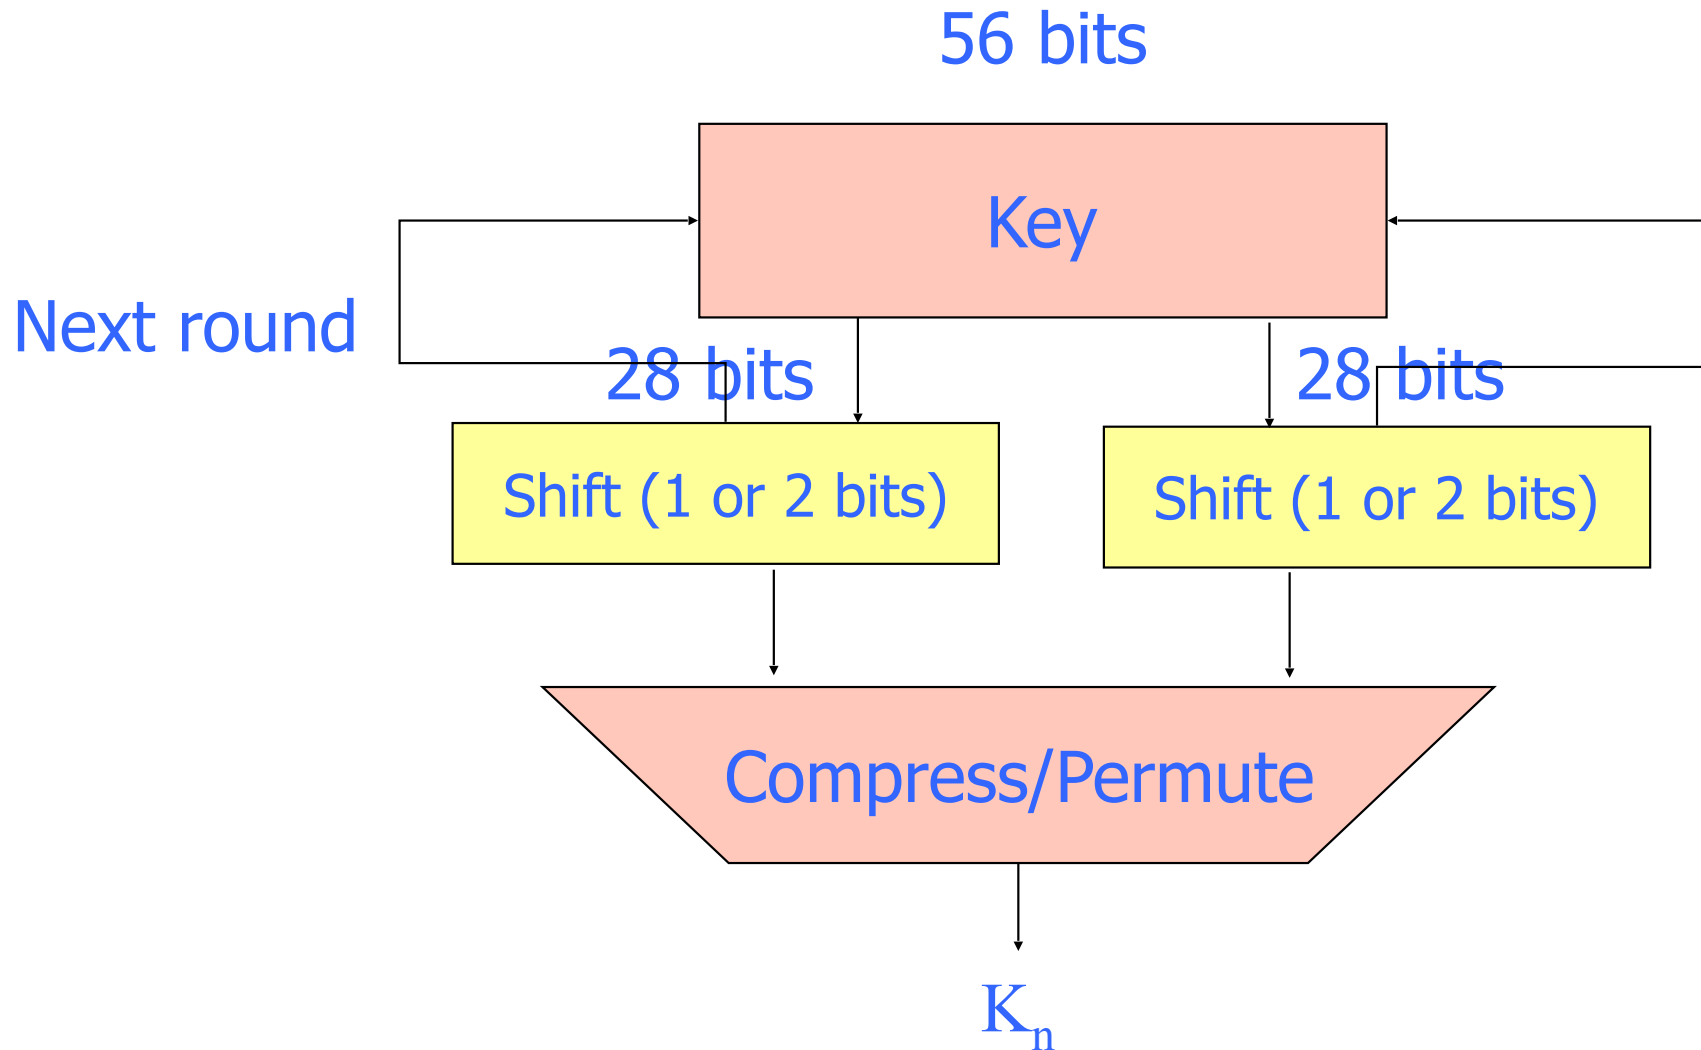 56 bits
Key
Next round
28 bits
28 bits
Shift (1 or 2 bits)
Shift (1 or 2 bits)
Compress/Permute
Kn